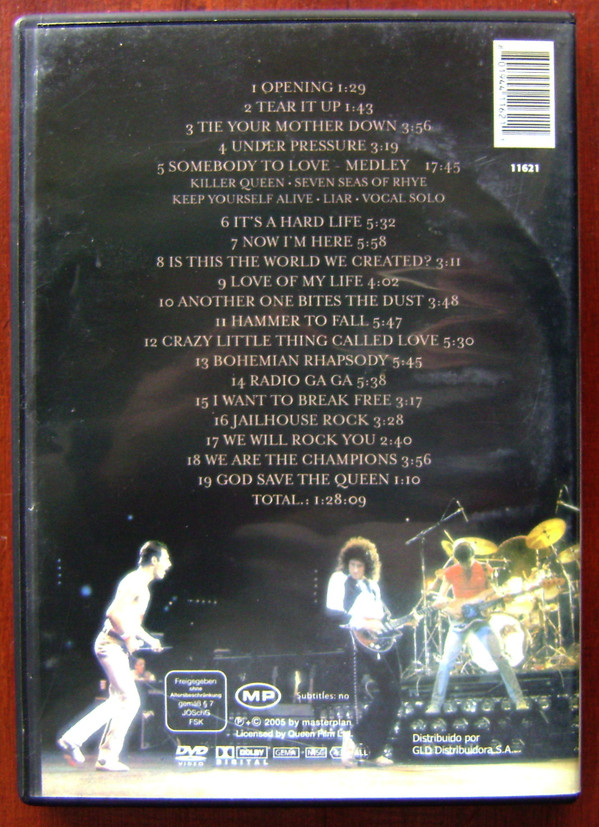 1 OPENING 1:29
2 TEAR IT UP 1:43
3 TIE YOUR MOTHER DOWN 3:56
4 UNDER PRESSURE 3:19
5 SOMEBODY TO LOVE - MEDLEY 17:45
KILLER QUEEN • SEVEN SEAS OF RHYE
KEEP YOURSELF ALIVE • LIAR • VOCAL SOLO
6 IT'S A HARD LIFE 5:32
7 NOW I'M HERE 5:58
8 IS THIS THE WORLD WE CREATED? 3:11
9 LOVE OF MY LIFE 4:02
10 ANOTHER ONE BITES THE DUST 3:48
11 HAMMER TO FALL 5:47
12 CRAZY LITTLE THING CALLED LOVE 5:30
13 BOHEMIAN RHAPSODY 5:45
14 RADIO GA GA 5:38
15 I WANT TO BREAK FREE 3:17
16 JAILHOUSE ROCK 3:28
17 WE WILL ROCK YOU 2:40
18 WE ARE THE CHAMPIONS 3:56
19 GOD SAVE THE QUEEN 1:10
TOTAL.: 1:28:09
11621
Freigegeben
ohne
Altersbeschränkung
gemäß § 7
JÖSchG
FSK
MP
Subtitles: no
℗+© 2005 by masterplan
Licensed by Queen Film Ltd.
DVD
VIDEO
DOLBY
DIGITAL
GEMA
NTSC
Distribuido por
GLD Distribuidora S.A.